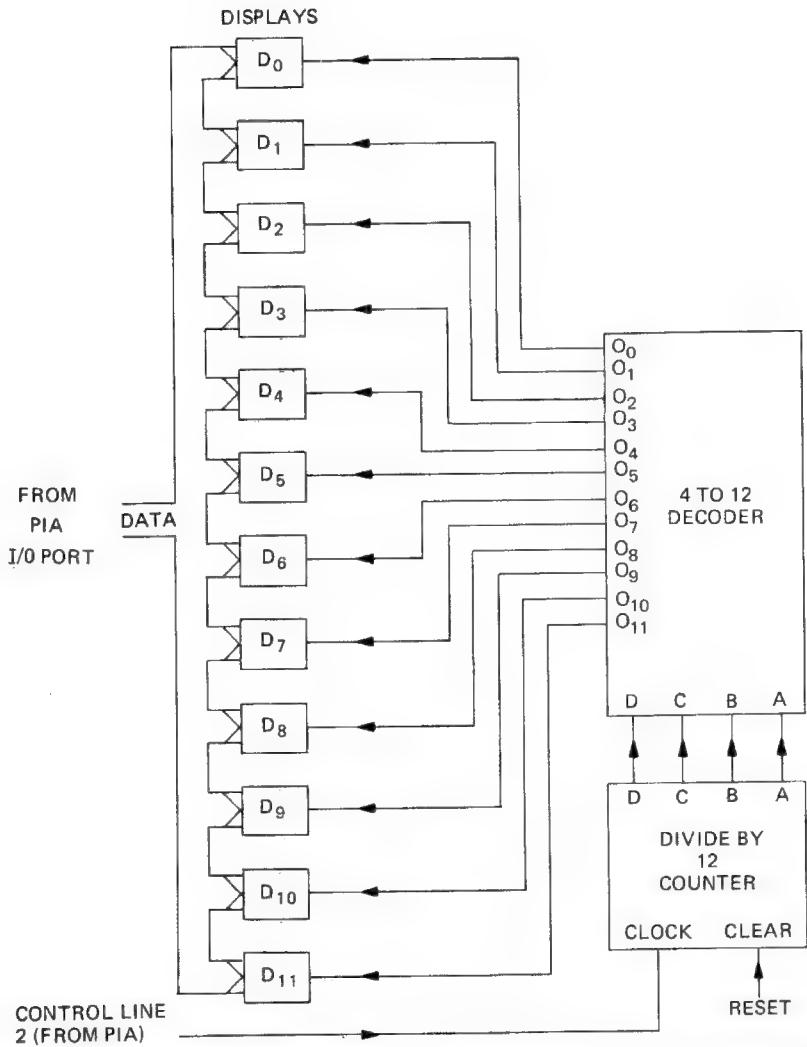 DISPLAYS
D0
D1
D2
D3
D4
D5
D6
D7
D8
D9
D10
D11
FROM
PIA
I/0 PORT
DATA
O0
O1
O2
O3
O4
O5
O6
O7
O8
O9
O10
O11
4 TO 12
DECODER
D C B A
D C B A
DIVIDE BY
12
COUNTER
CLOCK CLEAR
RESET
CONTROL LINE
2 (FROM PIA)